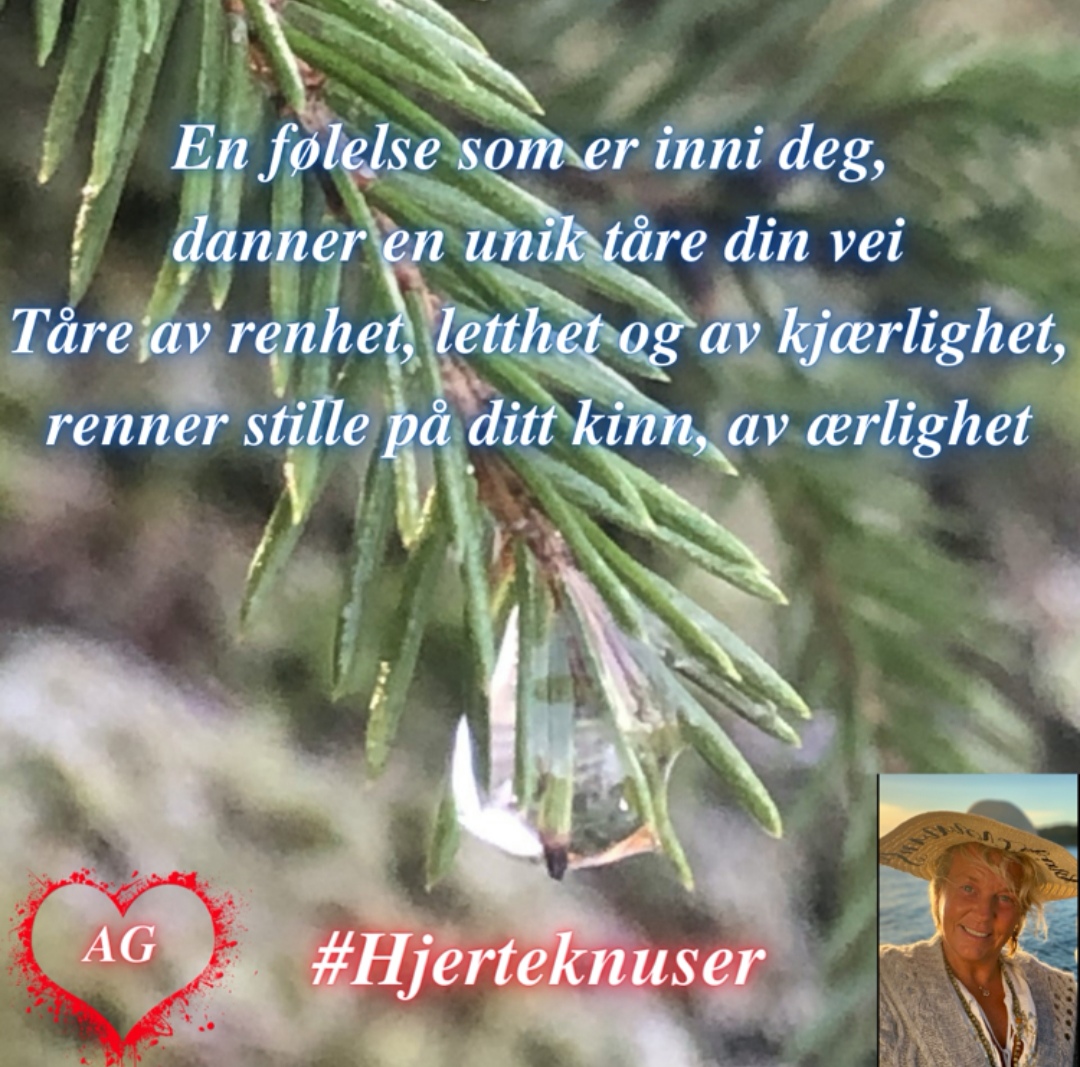 En følelse som er inni deg,
danner en unik tåre din vei
Tåre av renhet, letthet og av kjærlighet,
renner stille på ditt kinn, av ærlighet
AG
#Hjerteknuser